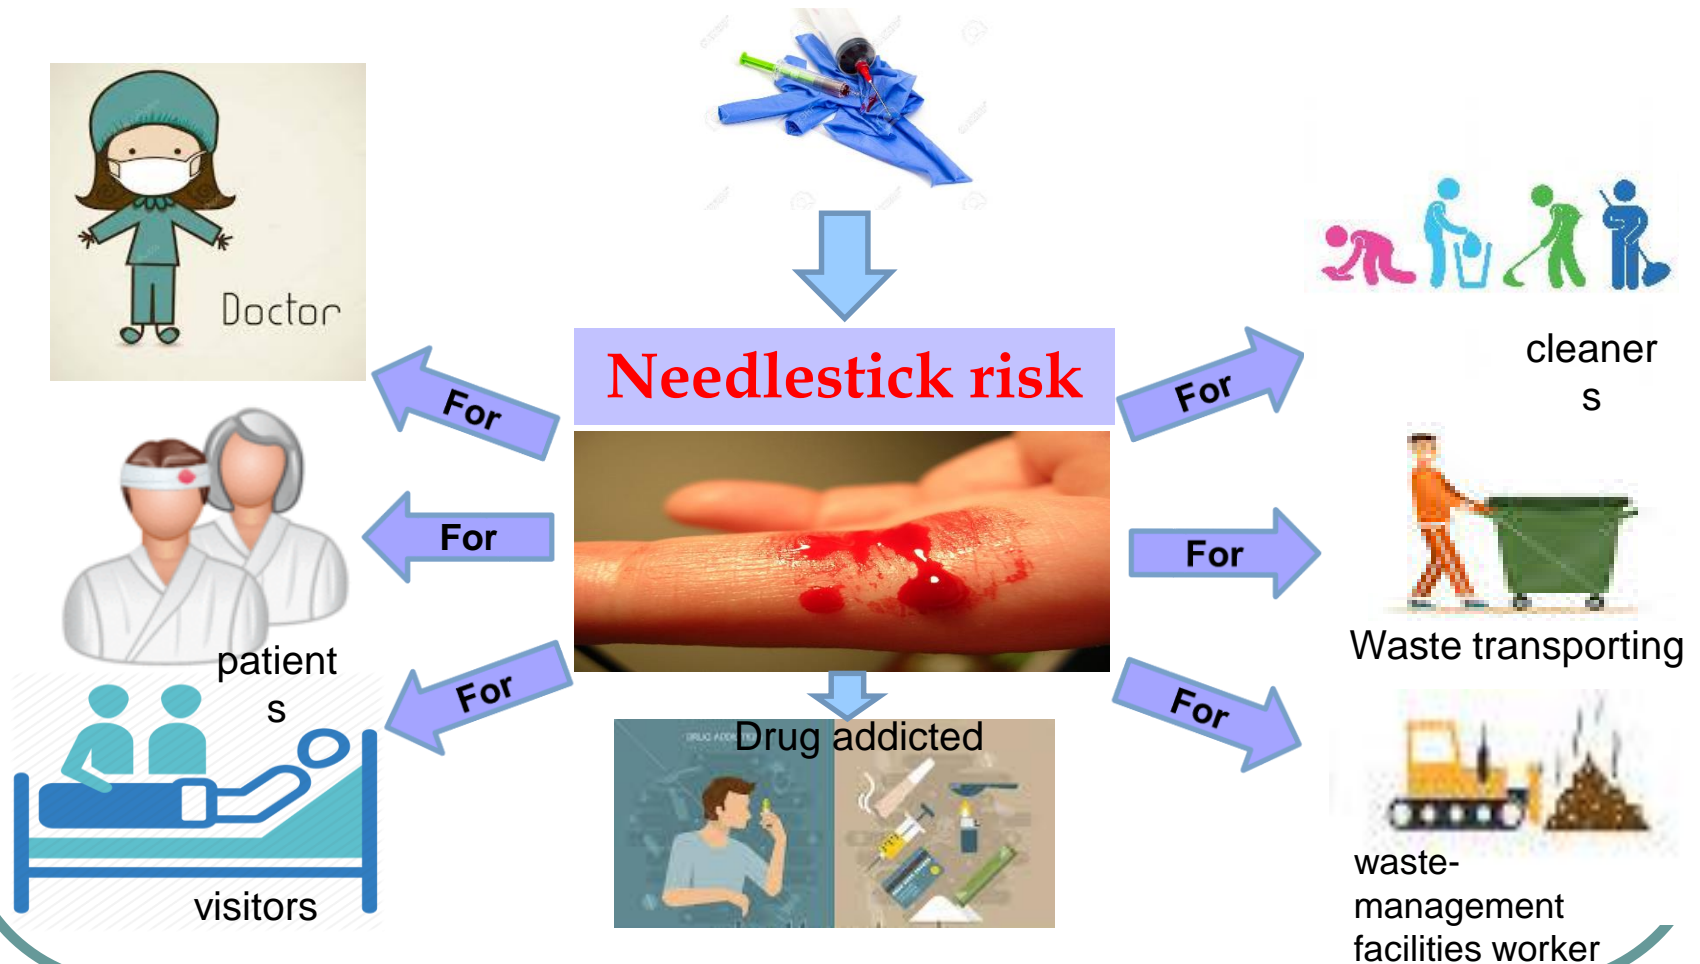 Doctor
Needlestick risk
For
For
cleaner
s
For
For
patient
s
Waste transporting
For
For
Drug addicted
visitors
waste-
management
facilities worker